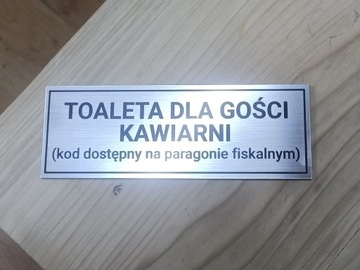 TOALETA DLA GOŚCI
KAWIARNI
(kod dostępny na paragonie fiskalnym)